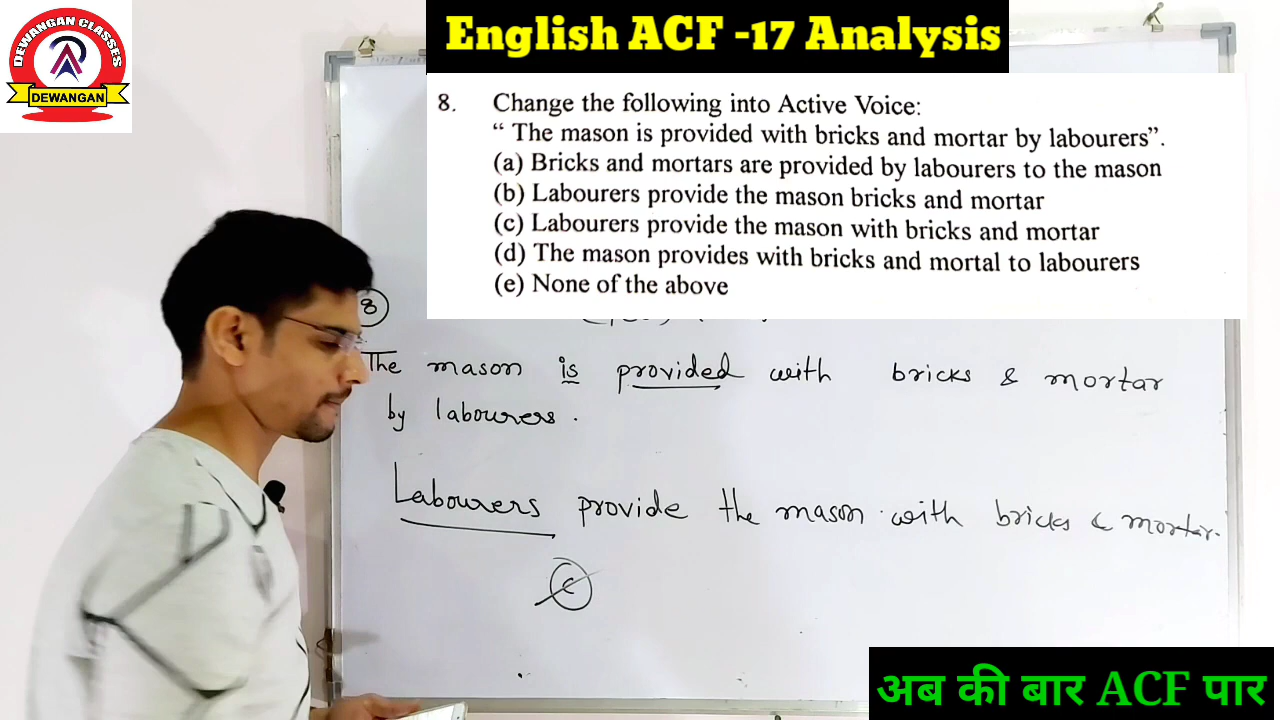 DEWANGAN CLASSES
DEWANGAN
English ACF -17 Analysis
8. Change the following into Active Voice:
“ The mason is provided with bricks and mortar by labourers”.
(a) Bricks and mortars are provided by labourers to the mason
(b) Labourers provide the mason bricks and mortar
(c) Labourers provide the mason with bricks and mortar
(d) The mason provides with bricks and mortal to labourers
(e) None of the above
8
The mason is provided with bricks & mortar
by labourers.
Labourers provide the mason with bricks & mortar.
c
अब की बार ACF पार